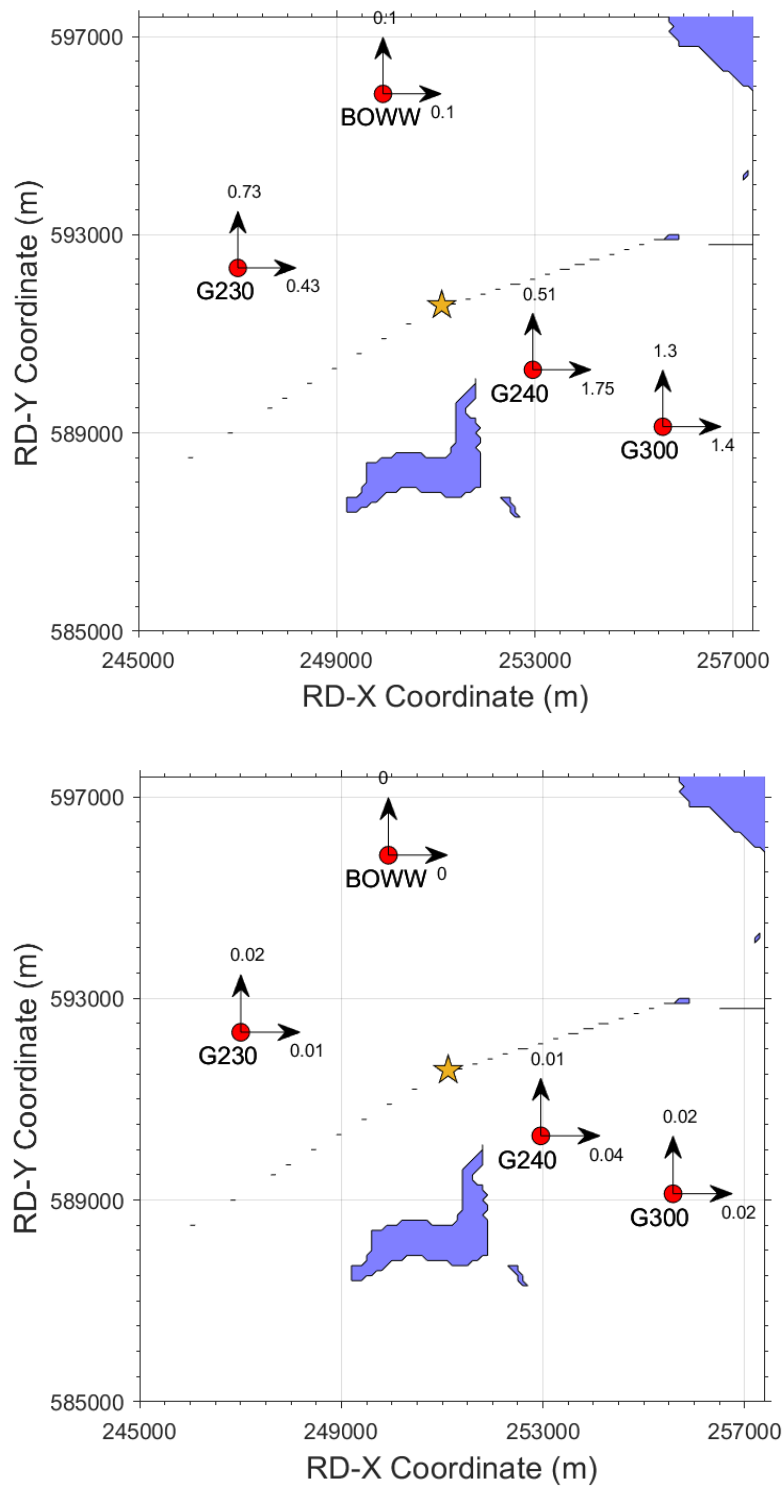 0.1
597000
BOWW
0.1
0.73
593000
0.43
G230
0.51
1.3
G240
1.75
589000
G300
1.4
585000
245000
249000
253000
257000
RD-X Coordinate (m)
RD-Y Coordinate (m)
0
597000
BOWW
0
0.02
593000
0.01
G230
0.01
0.02
G240
0.04
589000
G300
0.02
585000
245000
249000
253000
257000
RD-X Coordinate (m)
RD-Y Coordinate (m)